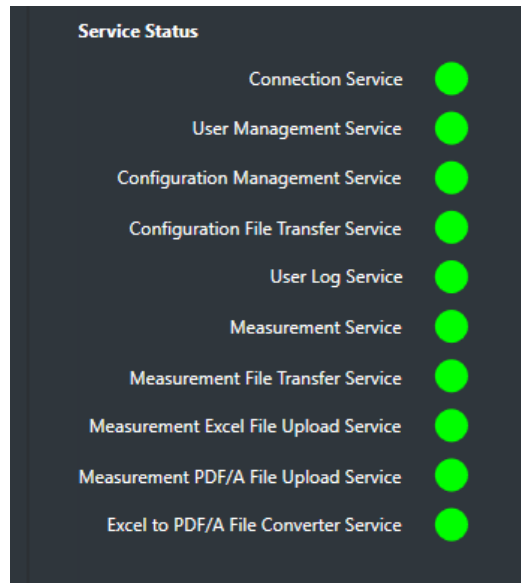 Service Status
Connection Service
User Management Service
Configuration Management Service
Configuration File Transfer Service
User Log Service
Measurement Service
Measurement File Transfer Service
Measurement Excel File Upload Service
Measurement PDF/A File Upload Service
Excel to PDF/A File Converter Service